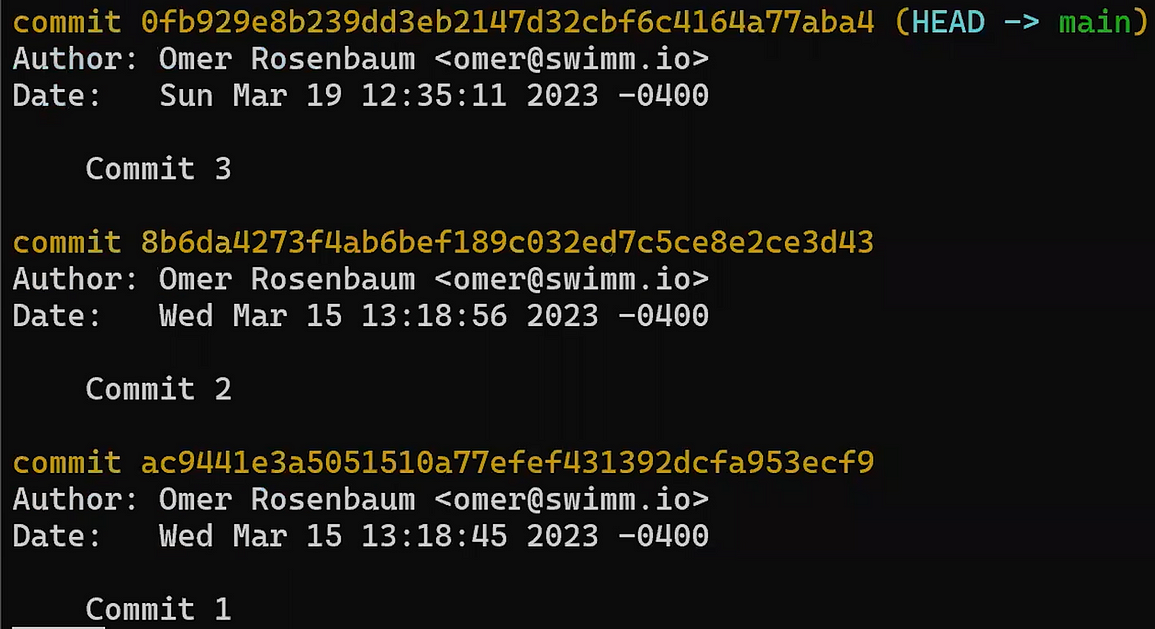 commit 0fb929e8b239dd3eb2147d32cbf6c4164a77aba4 (HEAD -> main)
Author: Omer Rosenbaum <omer@swimm.io>
Date:   Sun Mar 19 12:35:11 2023 -0400
Commit 3
commit 8b6da4273f4ab6bef189c032ed7c5ce8e2ce3d43
Author: Omer Rosenbaum <omer@swimm.io>
Date:   Wed Mar 15 13:18:56 2023 -0400
Commit 2
commit ac9441e3a5051510a77efef431392dcfa953ecf9
Author: Omer Rosenbaum <omer@swimm.io>
Date:   Wed Mar 15 13:18:45 2023 -0400
Commit 1